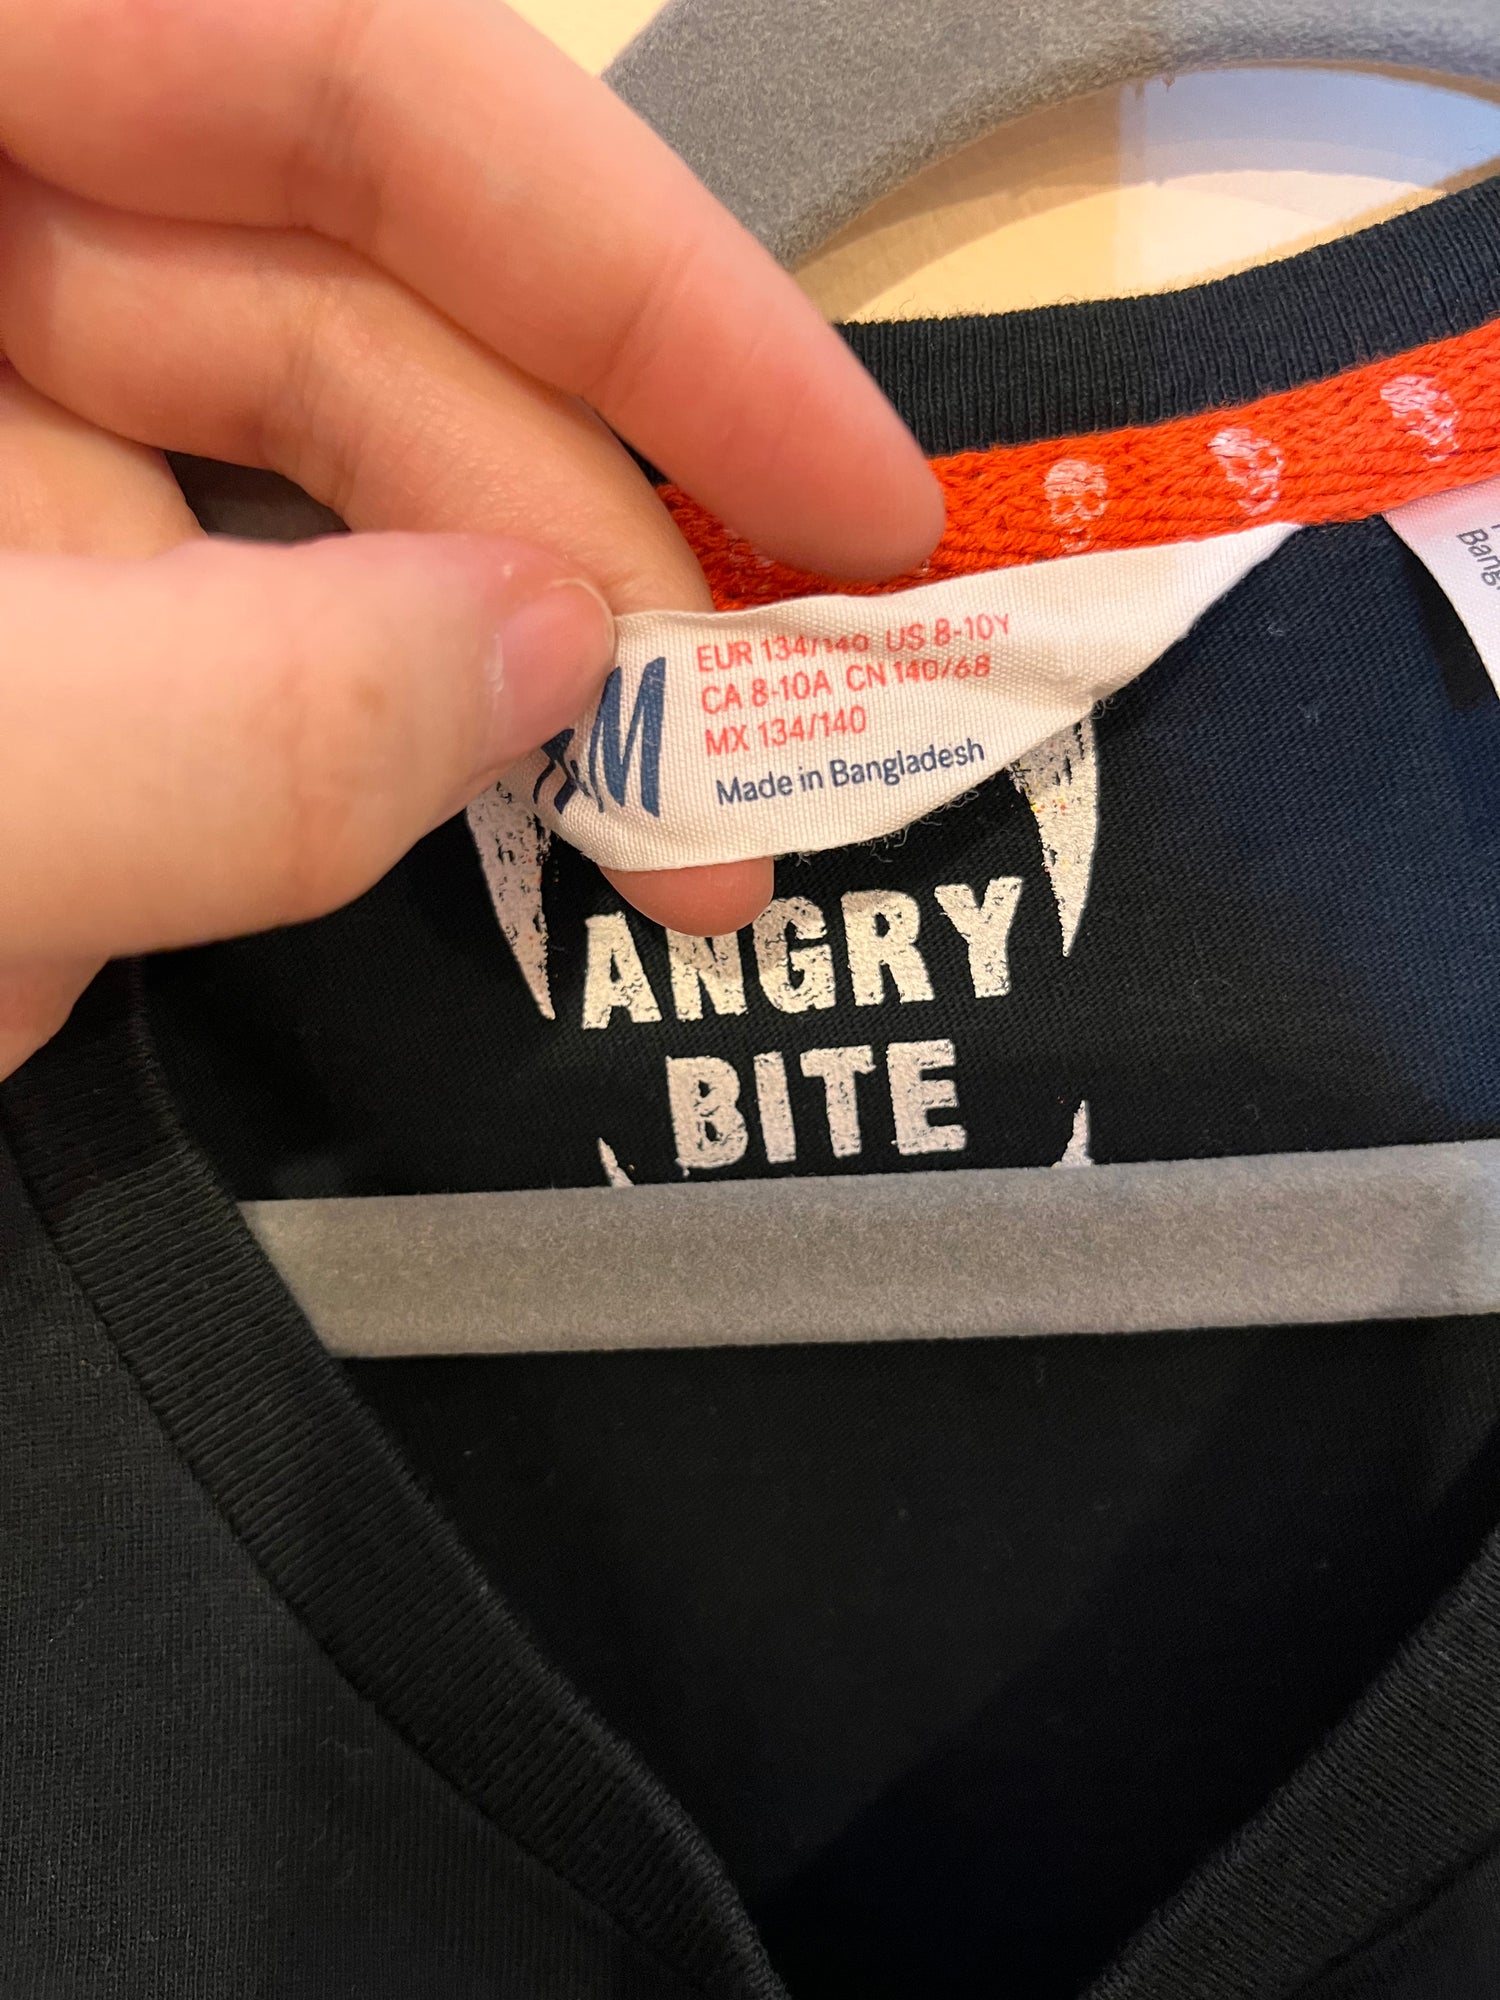 EUR 134/140 US 8-10Y
CA 8-10A CN 140/68
MX 134/140
Made in Bangladesh
&M
ANGRY
BITE